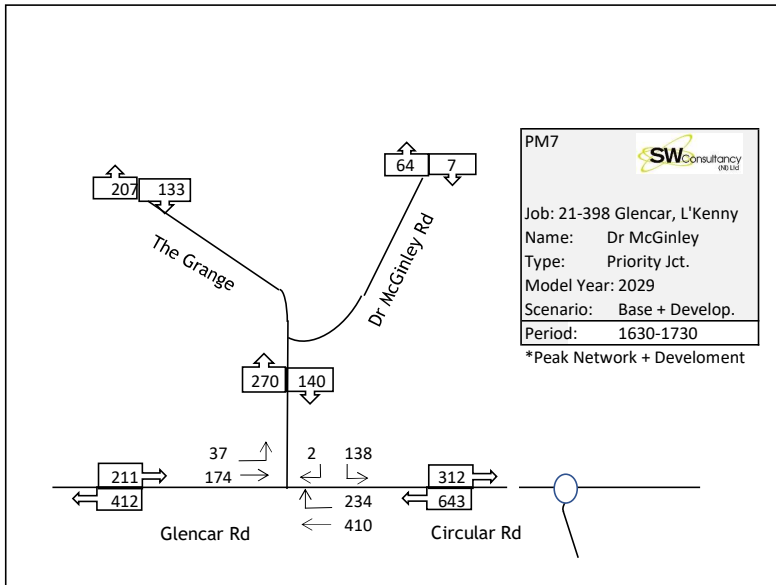 PM7
SW Consultancy
(NI) Ltd
Job: 21-398 Glencar, L'Kenny
Name: Dr McGinley
Type: Priority Jct.
Model Year: 2029
Scenario: Base + Develop.
Period: 1630-1730
*Peak Network + Develoment
64 7
207 133
The Grange
Dr McGinley Rd
270 140
37 2 138
211 174 312
412 234 643
410
Glencar Rd Circular Rd